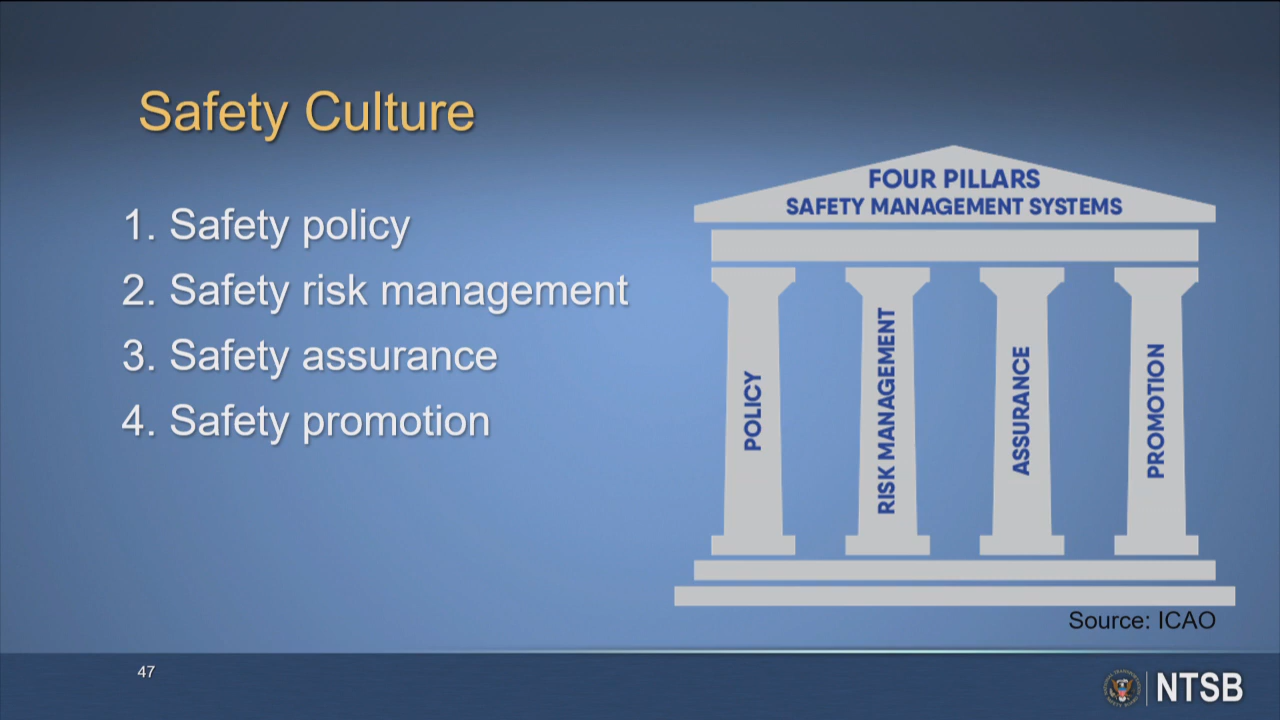 Safety Culture
1. Safety policy
2. Safety risk management
3. Safety assurance
4. Safety promotion
FOUR PILLARS
SAFETY MANAGEMENT SYSTEMS
POLICY
RISK MANAGEMENT
ASSURANCE
PROMOTION
Source: ICAO
47
NTSB